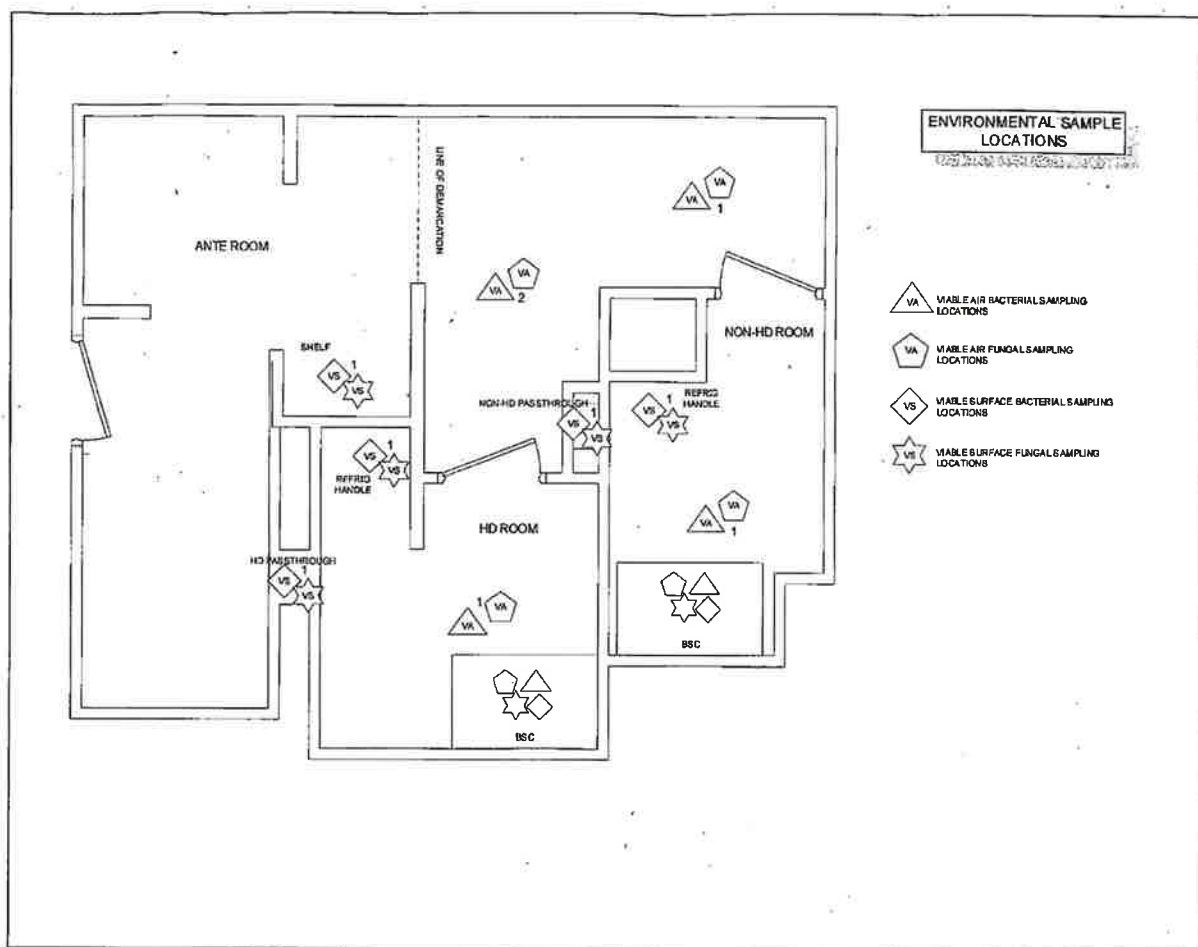 ENVIRONMENTAL SAMPLE
LOCATIONS
LINE OF DEMARCATION
VA
VA
1
ANTE ROOM
VA
VA
2
VA
VIABLE AIR BACTERIAL SAMPLING
LOCATIONS
NON-HD ROOM
SHELF
VA
VIABLE AIR FUNGAL SAMPLING
LOCATIONS
1
VS
VS
REFRIG
HANDLE
1
VS
VS
NON-HD PASSTHROUGH
1
VS
VS
VS
VIABLE SURFACE BACTERIAL SAMPLING
LOCATIONS
1
VS
VS
REFRIG
HANDLE
VS
VIABLE SURFACE FUNGAL SAMPLING
LOCATIONS
VA
VA
1
HD ROOM
HD PASSTHROUGH
1
VS
VS
1
VA
VA
BSC
BSC